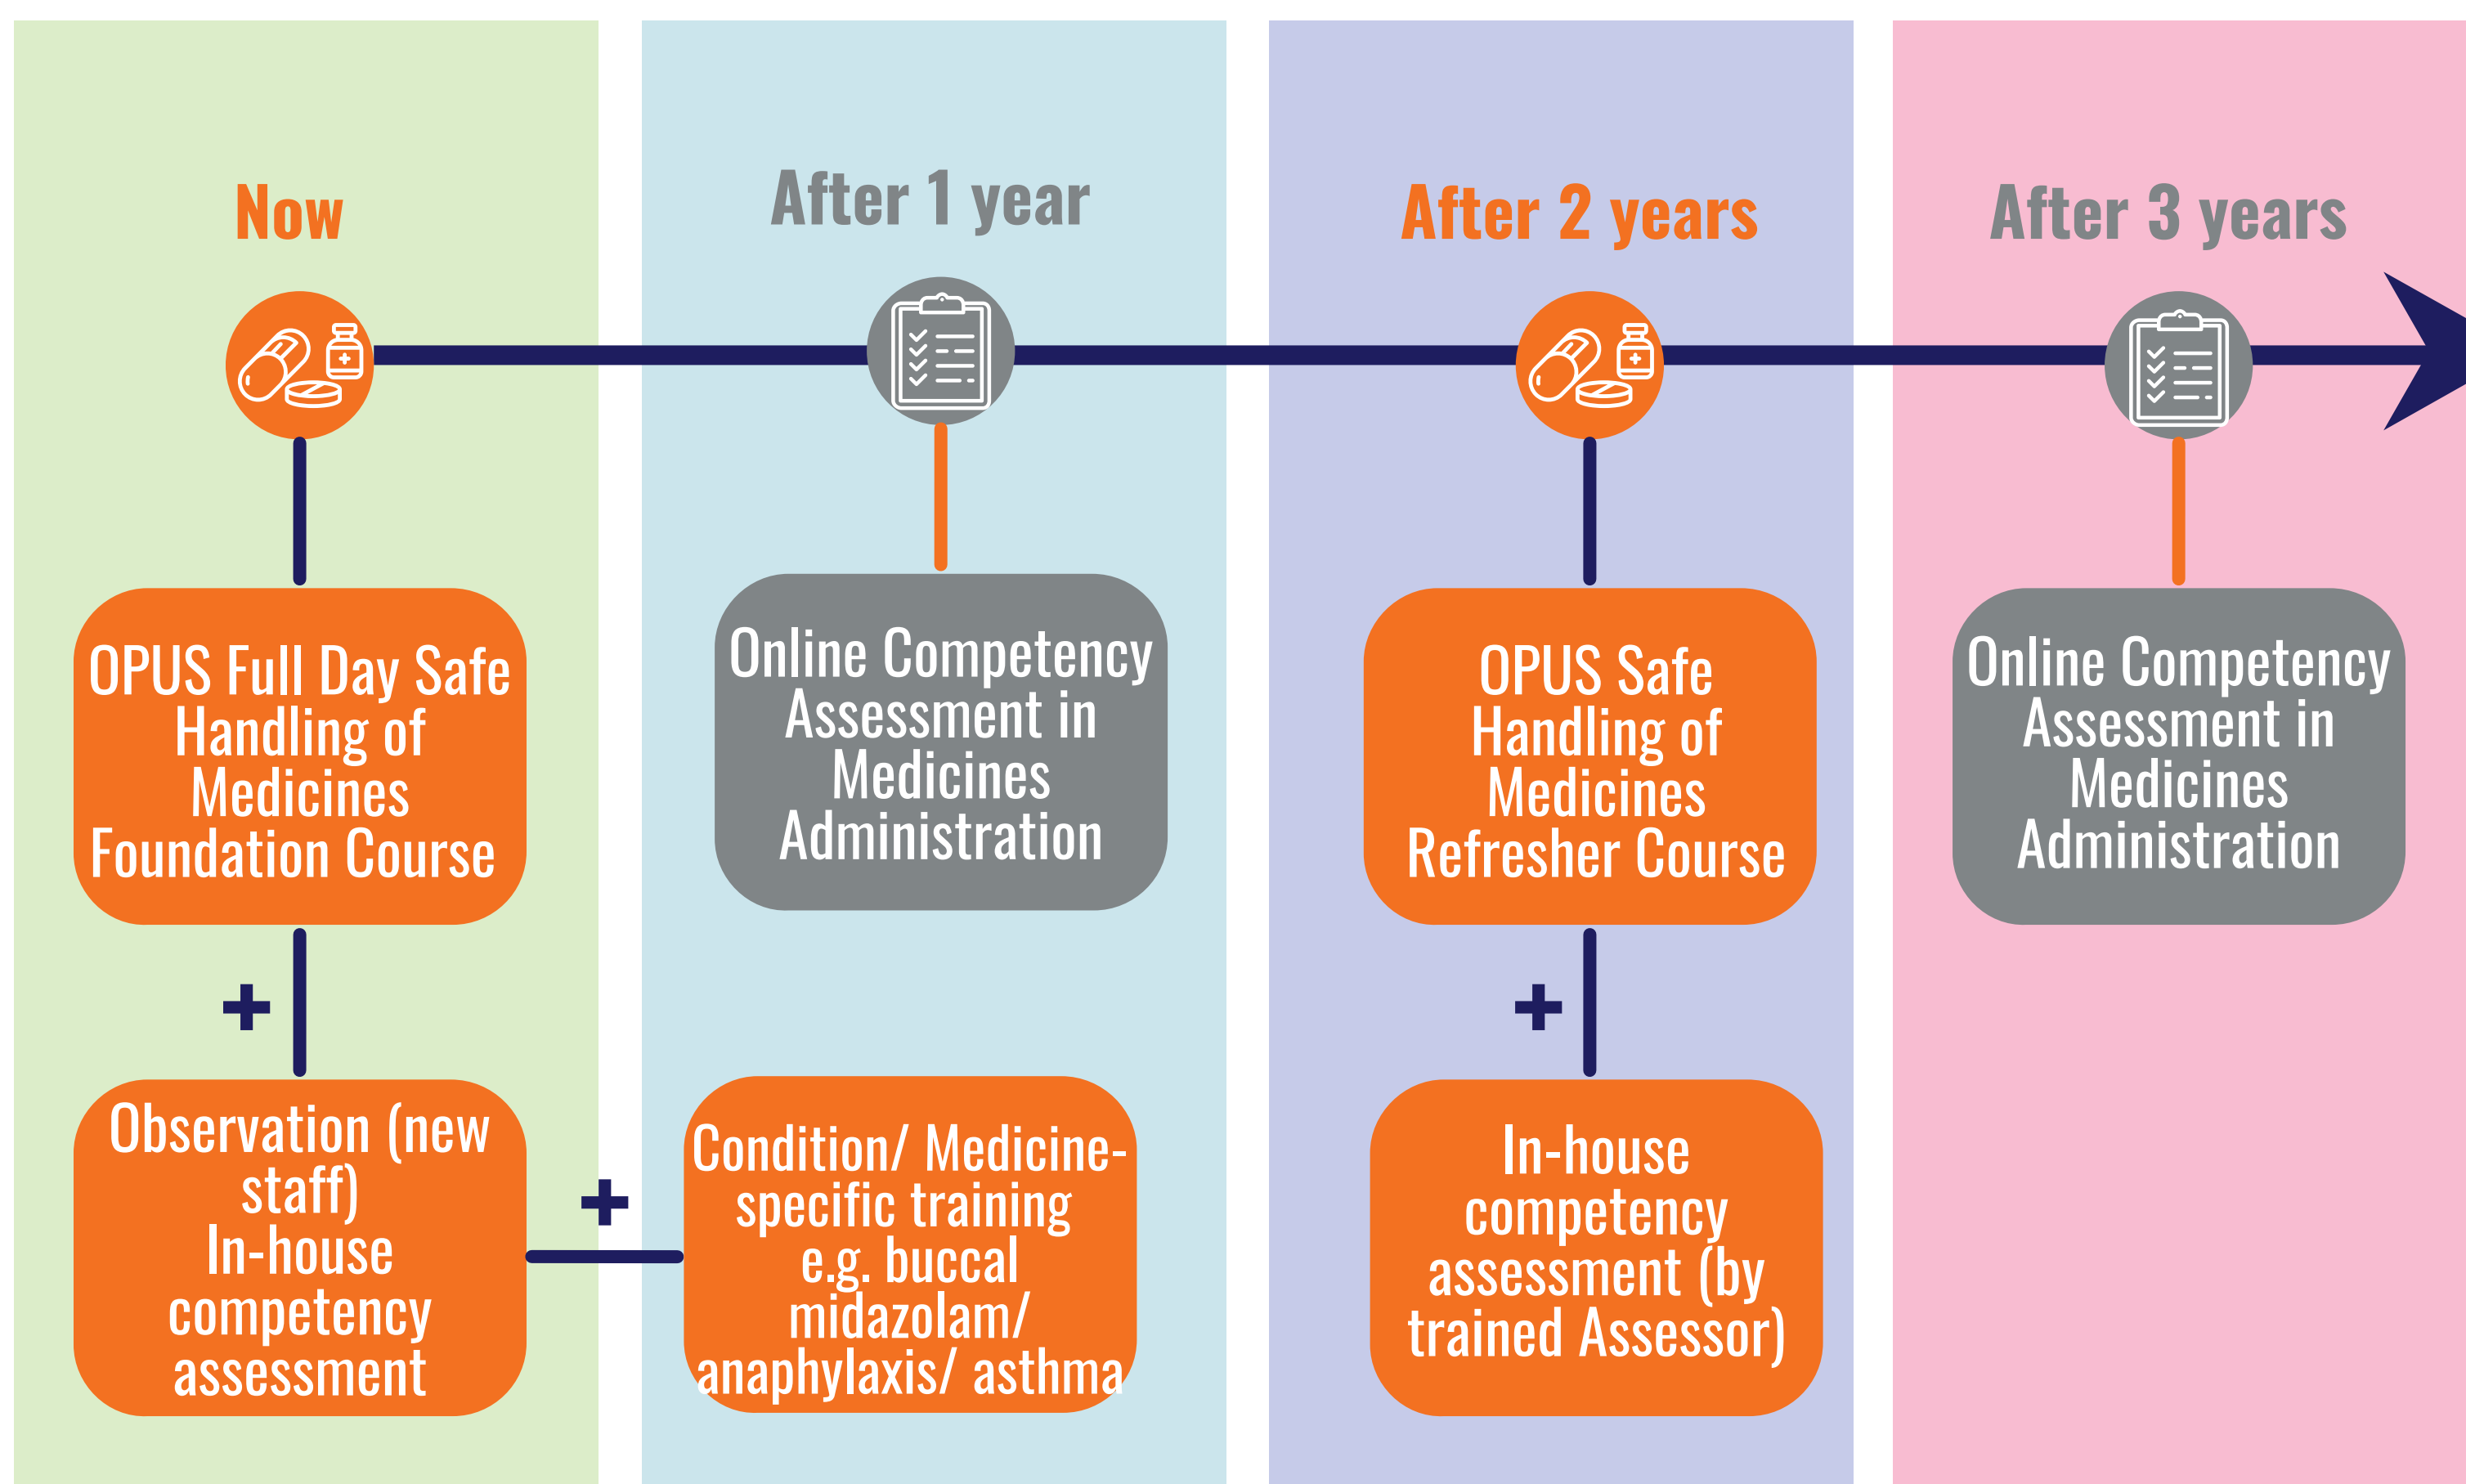 Now
OPUS Full Day Safe
Handling of
Medicines
Foundation Course
+
Observation (new
staff)
In-house
competency
assessment
+
After 1 year
Online Competency
Assessment in
Medicines
Administration
Condition/ Medicine-
specific training
e.g. buccal
midazolam/
anaphylaxis/ asthma
After 2 years
OPUS Safe
Handling of
Medicines
Refresher Course
+
In-house
competency
assessment (by
trained Assessor)
After 3 years
Online Competency
Assessment in
Medicines
Administration